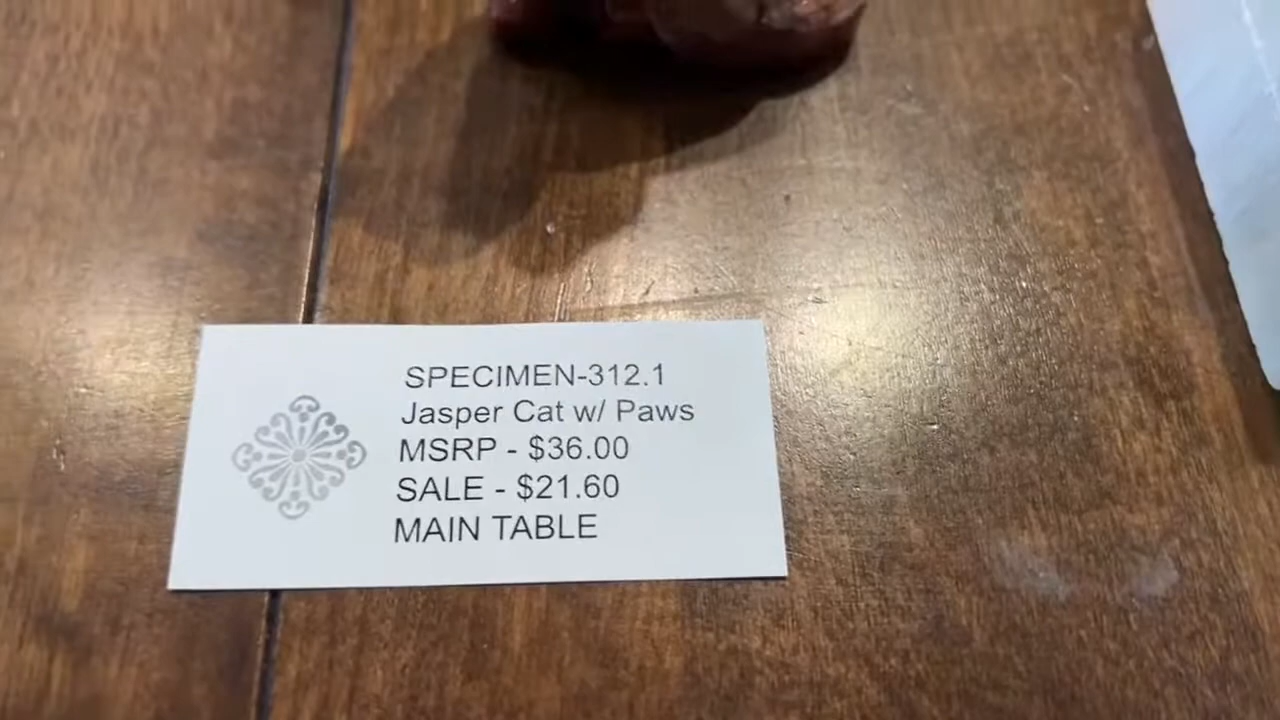 SPECIMEN-312.1
Jasper Cat w/ Paws
MSRP - $36.00
SALE - $21.60
MAIN TABLE